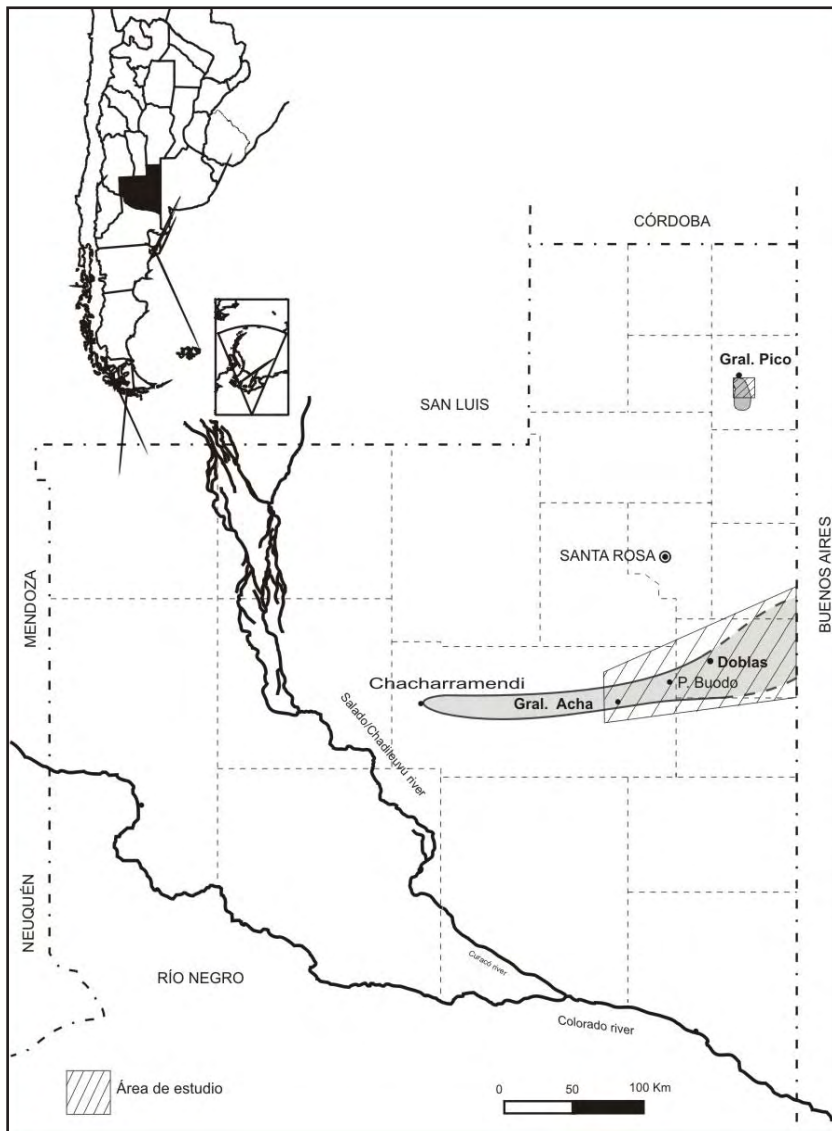 CÓRDOBA
Gral. Pico
SAN LUIS
MENDOZA
SANTA ROSA
BUENOS AIRES
Doblas
P. Buodo
Chacharramendi
Gral. Acha
Salado/Chadileuvu river
NEUQUÉN
RÍO NEGRO
Curacó river
Colorado river
Área de estudio
0 50 100 Km